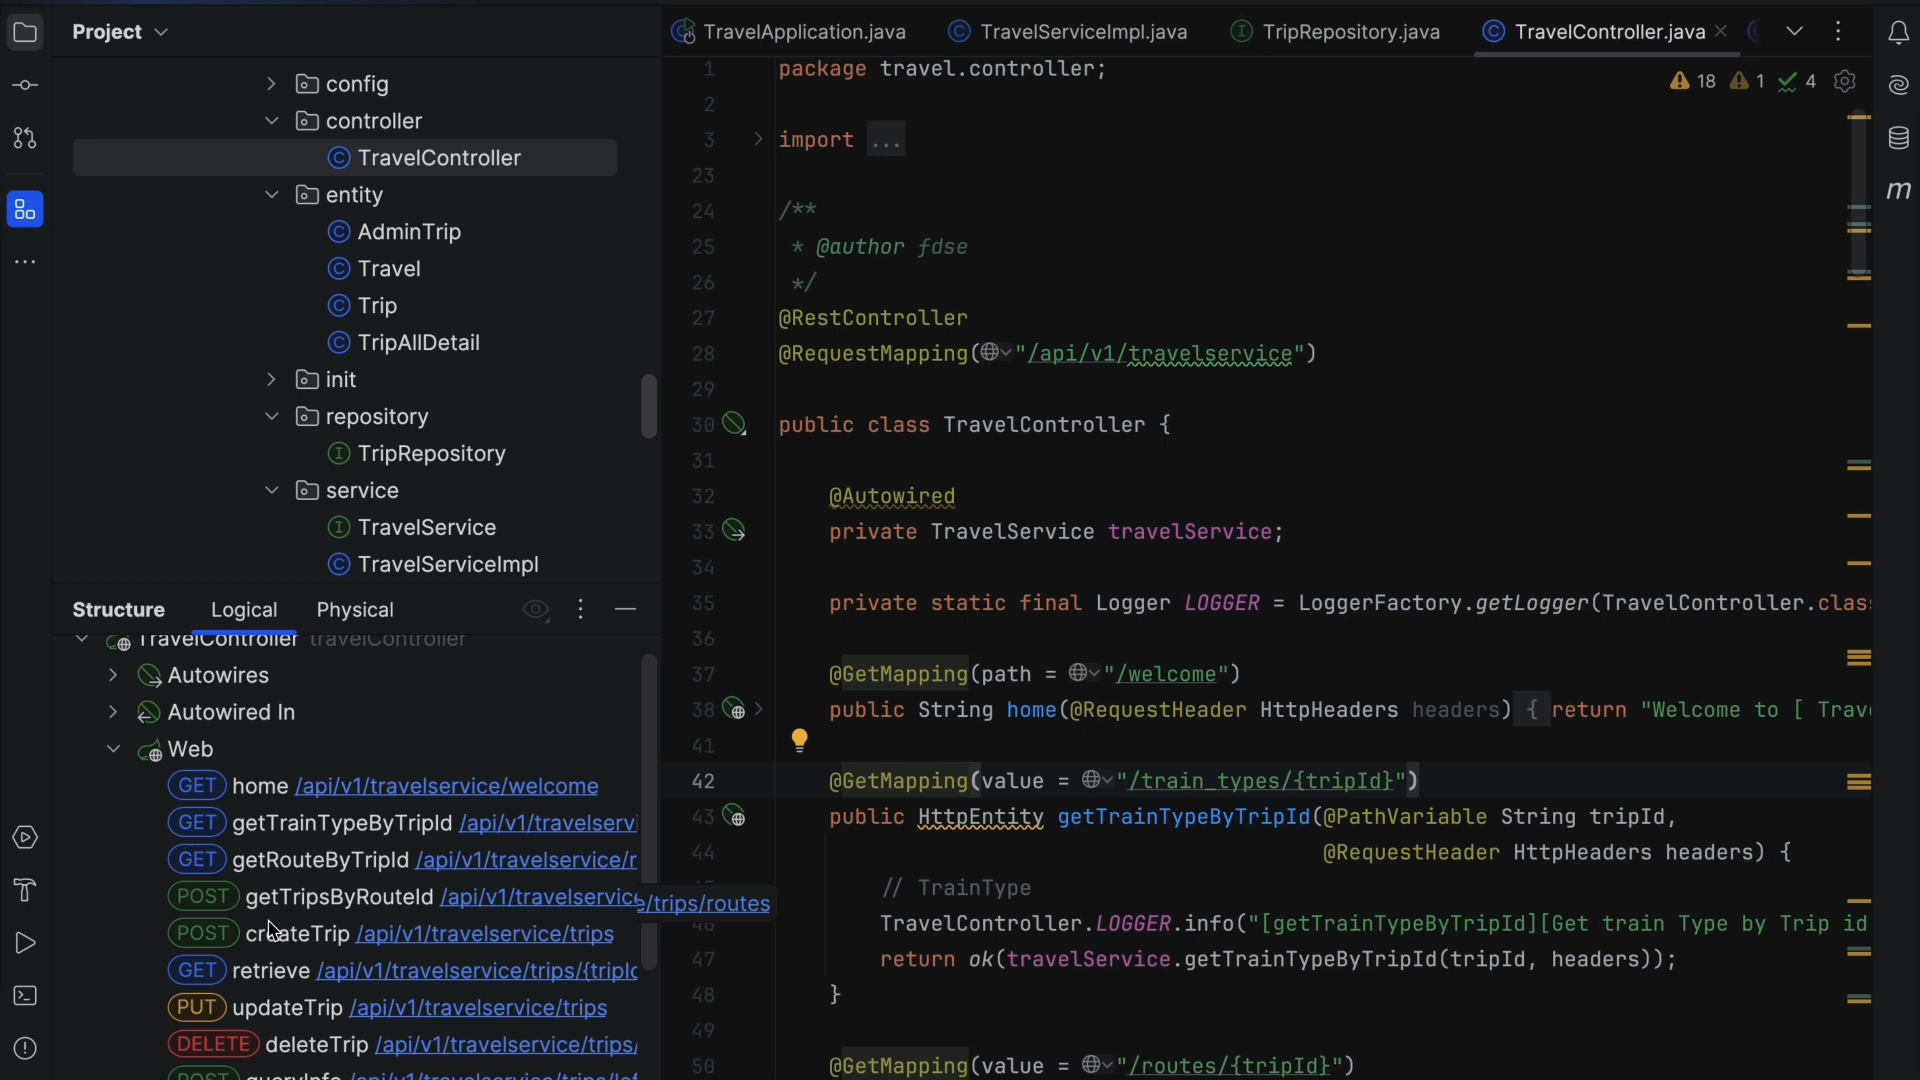 Project
config
controller
TravelController
entity
AdminTrip
Travel
Trip
TripAllDetail
init
repository
TripRepository
service
TravelService
TravelServiceImpl
Structure Logical Physical
TravelController travelController
Autowires
Autowired In
Web
GET home /api/v1/travelservice/welcome
GET getTrainTypeByTripId /api/v1/travelservi
GET getRouteByTripId /api/v1/travelservice/r
POST getTripsByRouteId /api/v1/travelservice/trips/routes
POST createTrip /api/v1/travelservice/trips
GET retrieve /api/v1/travelservice/trips/{tripId
PUT updateTrip /api/v1/travelservice/trips
DELETE deleteTrip /api/v1/travelservice/trips/
POST queryInfo
TravelApplication.java TravelServiceImpl.java TripRepository.java TravelController.java
18 1 4
1 package travel.controller;
2
3 import ...
23
24 /**
25 * @author fdse
26 */
27 @RestController
28 @RequestMapping("/api/v1/travelservice")
29
30 public class TravelController {
31
32 @Autowired
33 private TravelService travelService;
34
35 private static final Logger LOGGER = LoggerFactory.getLogger(TravelController.clas
36
37 @GetMapping(path = "/welcome")
38 public String home(@RequestHeader HttpHeaders headers) { return "Welcome to [ Trav
41
42 @GetMapping(value = "/train_types/{tripId}")
43 public HttpEntity getTrainTypeByTripId(@PathVariable String tripId,
44 @RequestHeader HttpHeaders headers) {
// TrainType
TravelController.LOGGER.info("[getTrainTypeByTripId][Get train Type by Trip id
47 return ok(travelService.getTrainTypeByTripId(tripId, headers));
48 }
49
50 @GetMapping(value = "/routes/{tripId}")
m